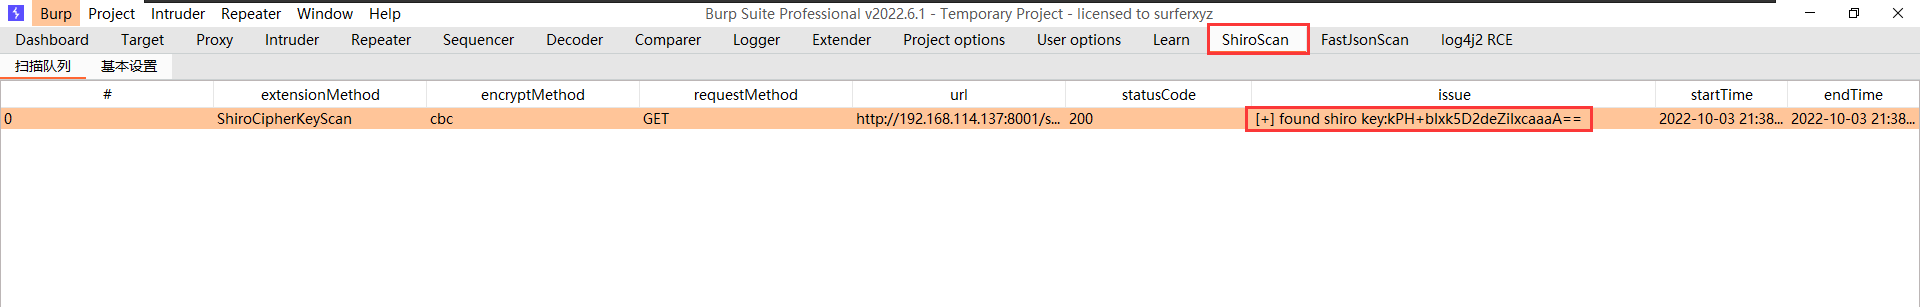 Burp Project Intruder Repeater Window Help Burp Suite Professional v2022.6.1 - Temporary Project - licensed to surferxyz
Dashboard Target Proxy Intruder Repeater Sequencer Decoder Comparer Logger Extender Project options User options Learn ShiroScan FastJsonScan log4j2 RCE
扫描队列 基本设置
# extensionMethod encryptMethod requestMethod url statusCode issue startTime endTime
0 ShiroCipherKeyScan cbc GET http://192.168.114.137:8001/s... 200 [+] found shiro key:kPH+bIxk5D2deZiIxcaaaA== 2022-10-03 21:38... 2022-10-03 21:38...